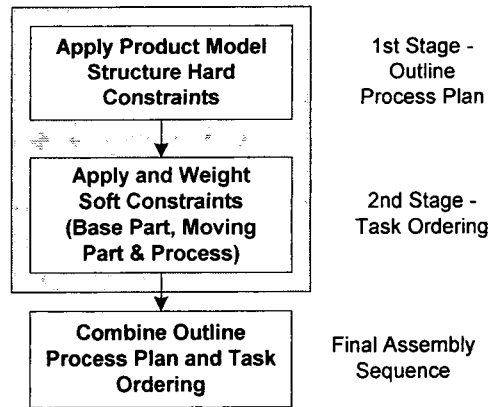 Apply Product Model
Structure Hard
Constraints
1st Stage -
Outline
Process Plan
Apply and Weight
Soft Constraints
(Base Part, Moving
Part & Process)
2nd Stage -
Task Ordering
Combine Outline
Process Plan and Task
Ordering
Final Assembly
Sequence